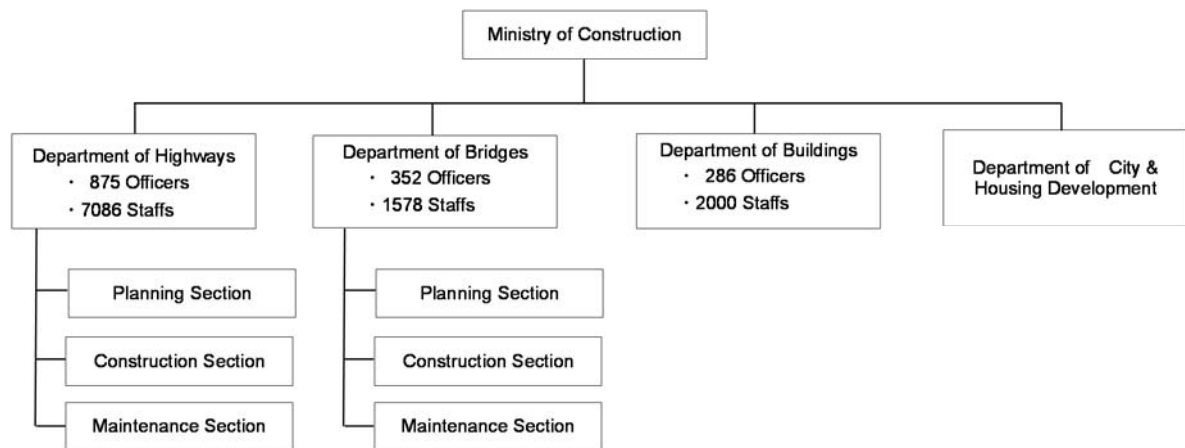 Ministry of Construction
Department of Highways
・ 875 Officers
・ 7086 Staffs
Planning Section
Construction Section
Maintenance Section
Department of Bridges
・ 352 Officers
・1578 Staffs
Planning Section
Construction Section
Maintenance Section
Department of Buildings
・ 286 Officers
・2000 Staffs
Department of City &
Housing Development